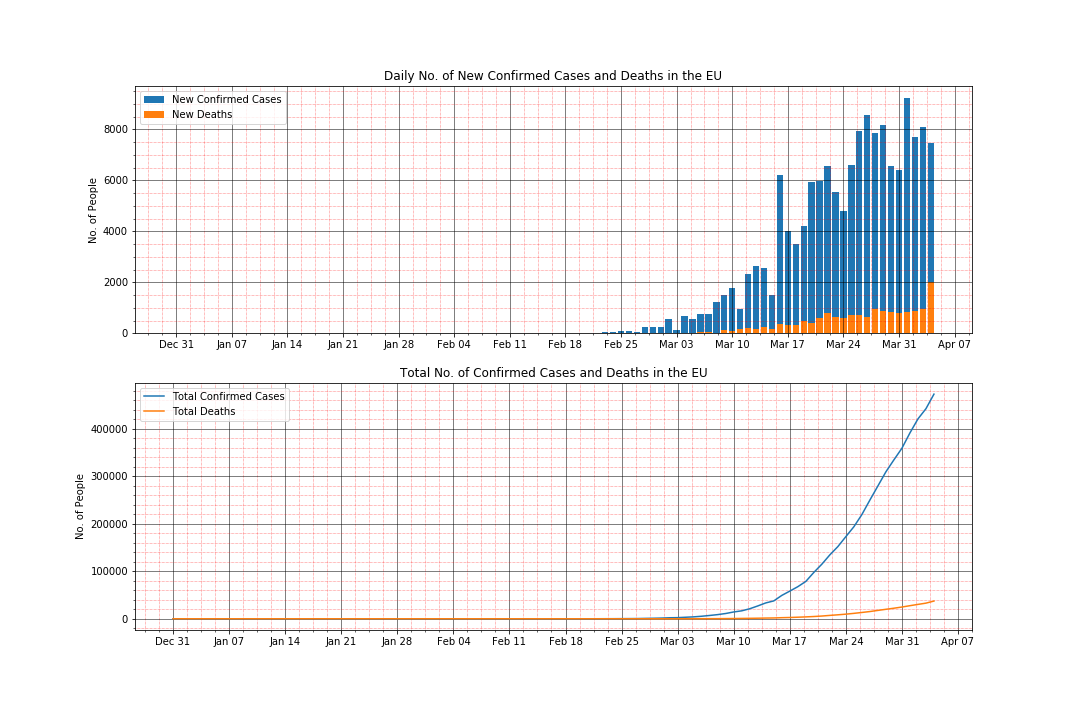 Daily No. of New Confirmed Cases and Deaths in the EU
New Confirmed Cases
New Deaths
No. of People
8000
6000
4000
2000
0
Dec 31 Jan 07 Jan 14 Jan 21 Jan 28 Feb 04 Feb 11 Feb 18 Feb 25 Mar 03 Mar 10 Mar 17 Mar 24 Mar 31 Apr 07
Total No. of Confirmed Cases and Deaths in the EU
Total Confirmed Cases
Total Deaths
No. of People
400000
300000
200000
100000
0
Dec 31 Jan 07 Jan 14 Jan 21 Jan 28 Feb 04 Feb 11 Feb 18 Feb 25 Mar 03 Mar 10 Mar 17 Mar 24 Mar 31 Apr 07